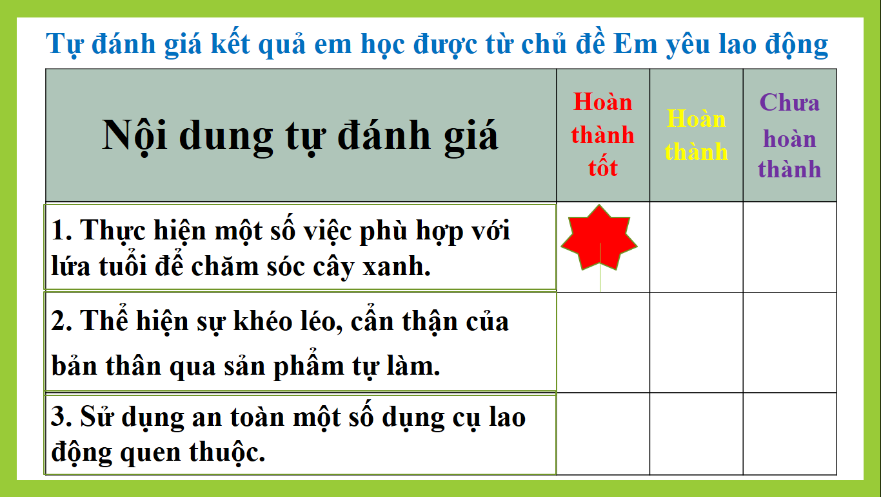 Tự đánh giá kết quả em học được từ chủ đề Em yêu lao động
Nội dung tự đánh giá
Hoàn
thành
tốt
Hoàn
thành
Chưa
hoàn
thành
1. Thực hiện một số việc phù hợp với
lứa tuổi để chăm sóc cây xanh.
2. Thể hiện sự khéo léo, cẩn thận của
bản thân qua sản phẩm tự làm.
3. Sử dụng an toàn một số dụng cụ lao
động quen thuộc.